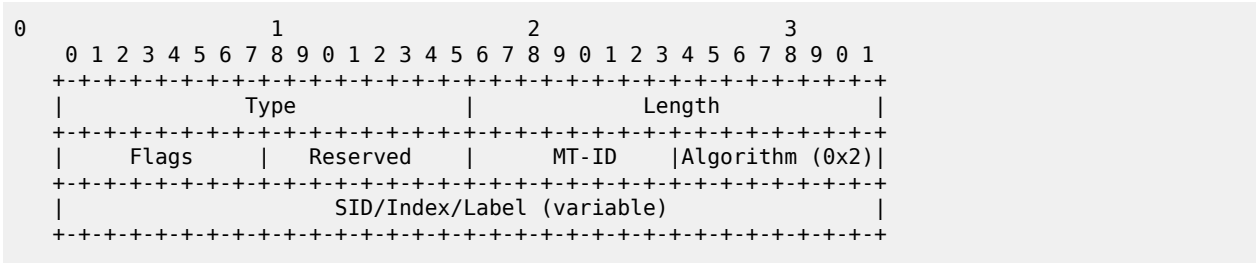 0                   1                   2                   3
    0 1 2 3 4 5 6 7 8 9 0 1 2 3 4 5 6 7 8 9 0 1 2 3 4 5 6 7 8 9 0 1
   +-+-+-+-+-+-+-+-+-+-+-+-+-+-+-+-+-+-+-+-+-+-+-+-+-+-+-+-+-+-+-+-+
   |              Type             |             Length            |
   +-+-+-+-+-+-+-+-+-+-+-+-+-+-+-+-+-+-+-+-+-+-+-+-+-+-+-+-+-+-+-+-+
   |     Flags     |   Reserved    |      MT-ID    |Algorithm (0x2)|
   +-+-+-+-+-+-+-+-+-+-+-+-+-+-+-+-+-+-+-+-+-+-+-+-+-+-+-+-+-+-+-+-+
   |                     SID/Index/Label (variable)                |
   +-+-+-+-+-+-+-+-+-+-+-+-+-+-+-+-+-+-+-+-+-+-+-+-+-+-+-+-+-+-+-+-+